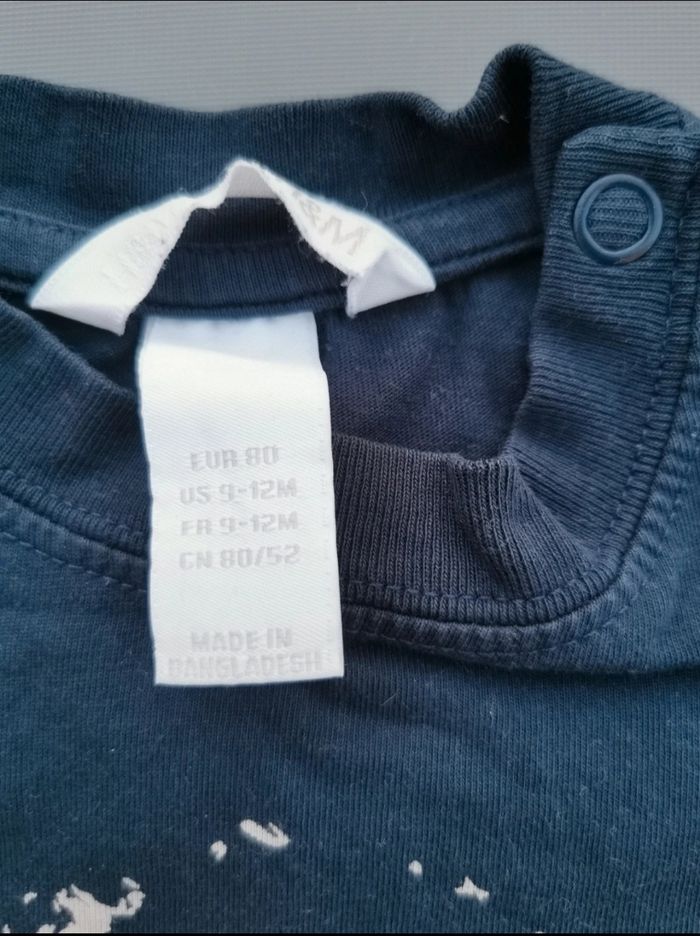 H&M
EUR 80
US 9-12M
FR 9-12M
CN 80/52
MADE IN
BANGLADESH